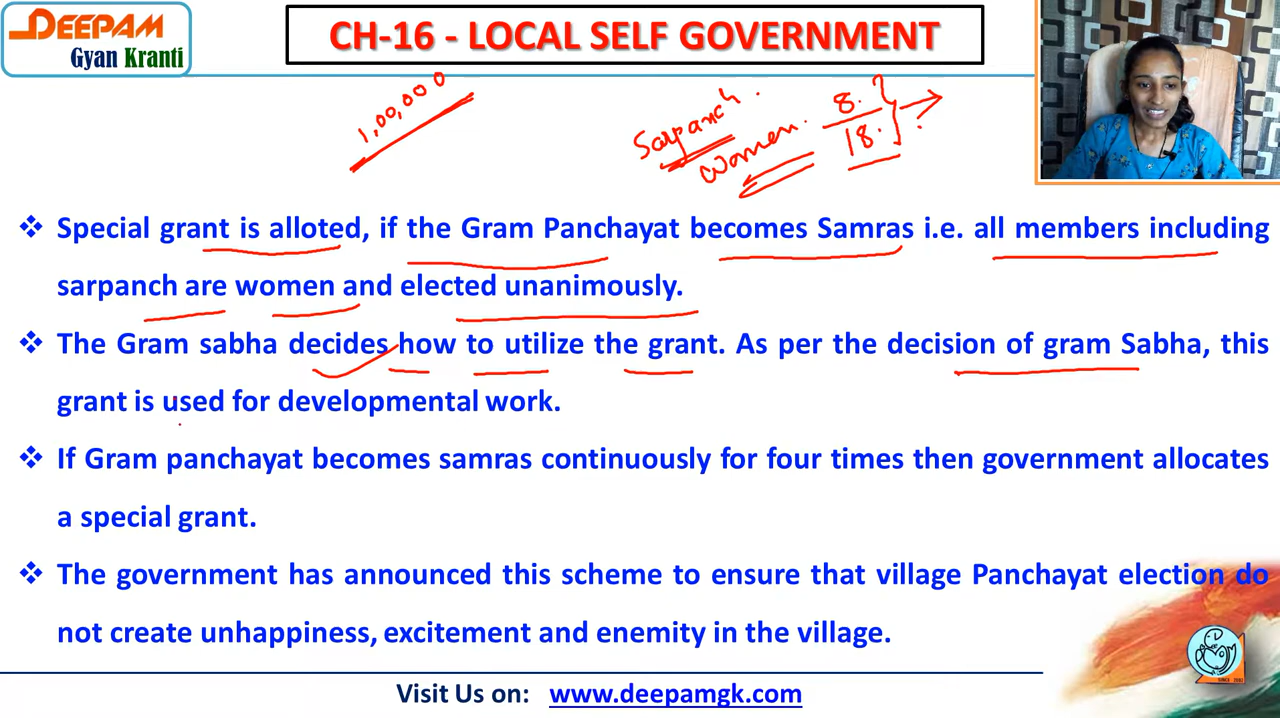 DEEPAM
Gyan Kranti
CH-16 - LOCAL SELF GOVERNMENT
1,00,000
Sarpanch.
Women.
8.
18.
?
❖ Special grant is alloted, if the Gram Panchayat becomes Samras i.e. all members including
sarpanch are women and elected unanimously.
❖ The Gram sabha decides how to utilize the grant. As per the decision of gram Sabha, this
grant is used for developmental work.
❖ If Gram panchayat becomes samras continuously for four times then government allocates
a special grant.
❖ The government has announced this scheme to ensure that village Panchayat election do
not create unhappiness, excitement and enemity in the village.
Visit Us on: www.deepamgk.com